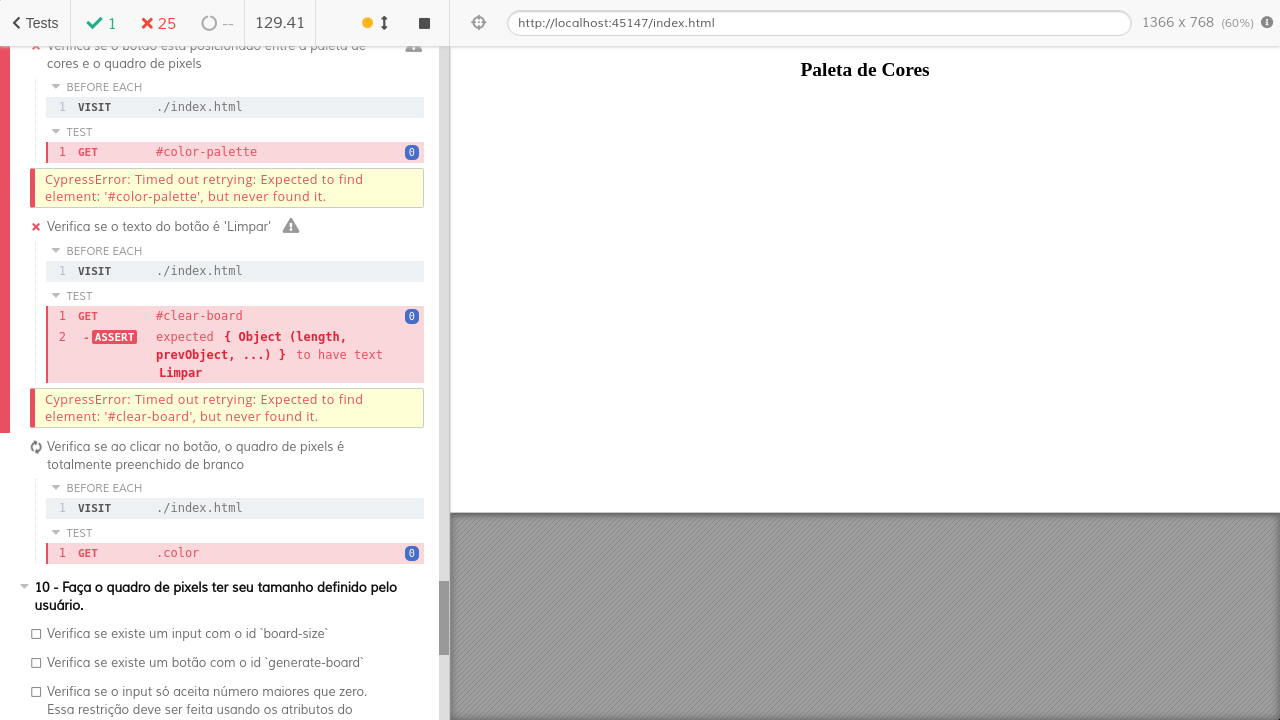 Tests
1
25
--
129.41
http://localhost:45147/index.html
1366 x 768 (60%)
Verifica se o botão está posicionado entre a paleta de
cores e o quadro de pixels
BEFORE EACH
1 VISIT ./index.html
TEST
1 GET #color-palette 0
CypressError: Timed out retrying: Expected to find
element: '#color-palette', but never found it.
Verifica se o texto do botão é 'Limpar'
BEFORE EACH
1 VISIT ./index.html
TEST
1 GET #clear-board 0
2 -ASSERT expected { Object (length,
prevObject, ...) } to have text
Limpar
CypressError: Timed out retrying: Expected to find
element: '#clear-board', but never found it.
Verifica se ao clicar no botão, o quadro de pixels é
totalmente preenchido de branco
BEFORE EACH
1 VISIT ./index.html
TEST
1 GET .color 0
10 - Faça o quadro de pixels ter seu tamanho definido pelo
usuário.
Verifica se existe um input com o id `board-size`
Verifica se existe um botão com o id `generate-board`
Verifica se o input só aceita número maiores que zero.
Essa restrição deve ser feita usando os atributos do
Paleta de Cores